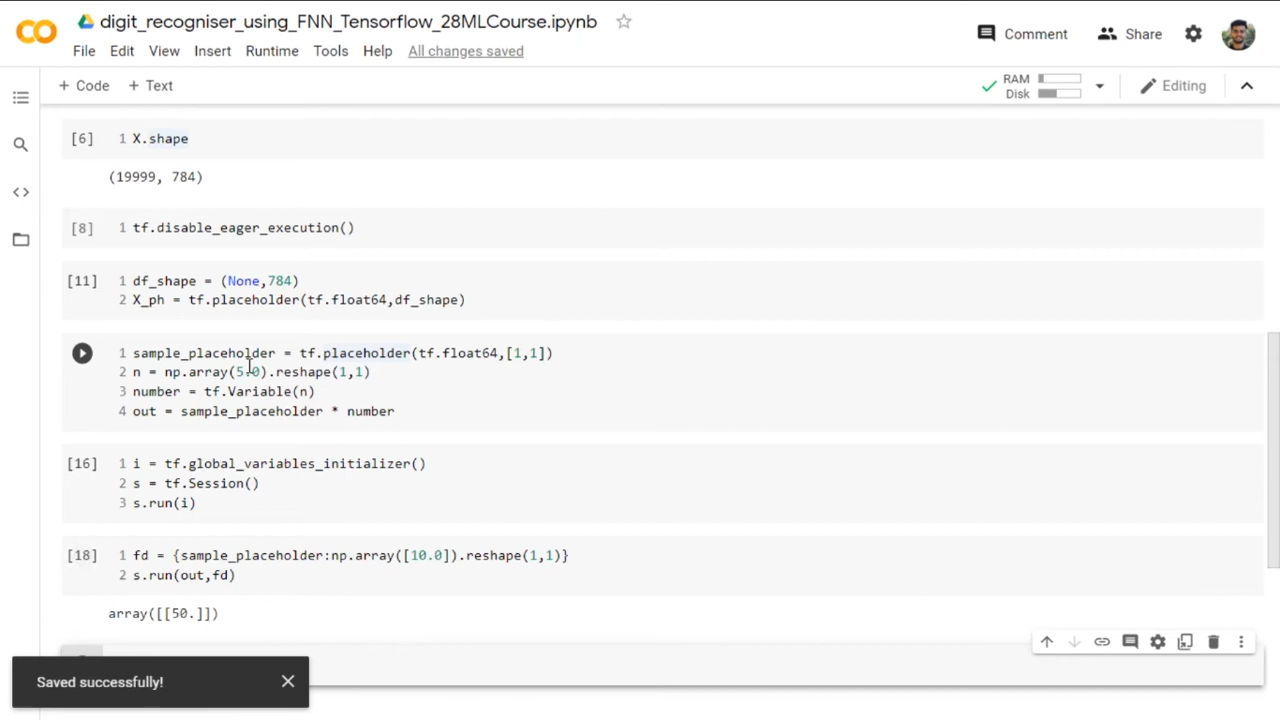 digit_recogniser_using_FNN_Tensorflow_28MLCourse.ipynb
Comment
Share
File Edit View Insert Runtime Tools Help All changes saved
+ Code + Text
RAM
Disk
Editing
[6] 1 X.shape
(19999, 784)
[8] 1 tf.disable_eager_execution()
[11] 1 df_shape = (None,784)
2 X_ph = tf.placeholder(tf.float64,df_shape)
1 sample_placeholder = tf.placeholder(tf.float64,[1,1])
2 n = np.array(5.0).reshape(1,1)
3 number = tf.Variable(n)
4 out = sample_placeholder * number
[16] 1 i = tf.global_variables_initializer()
2 s = tf.Session()
3 s.run(i)
[18] 1 fd = {sample_placeholder:np.array([10.0]).reshape(1,1)}
2 s.run(out,fd)
array([[50.]])
Saved successfully!